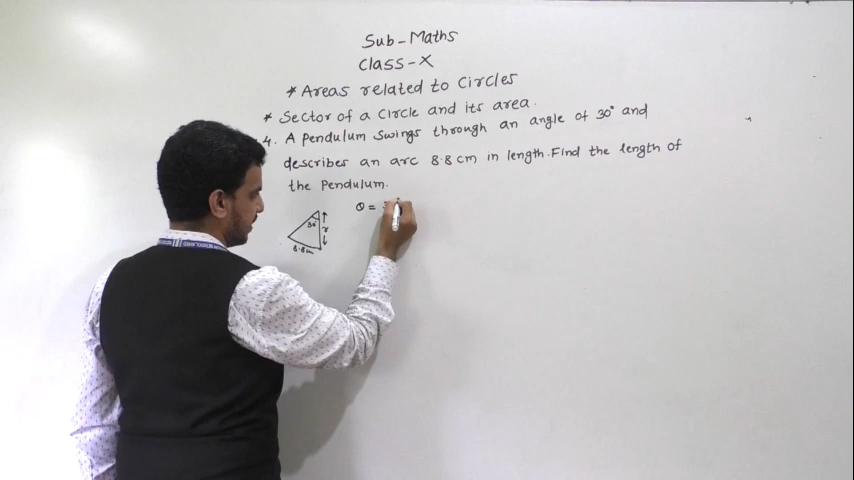 Sub-Maths
Class-X
* Areas related to Circles
* Sector of a Circle and its area.
4. A Pendulum swings through an angle of 30° and
describes an arc 8.8 cm in length. Find the length of
the Pendulum.
θ =
30°
r
8.8cm